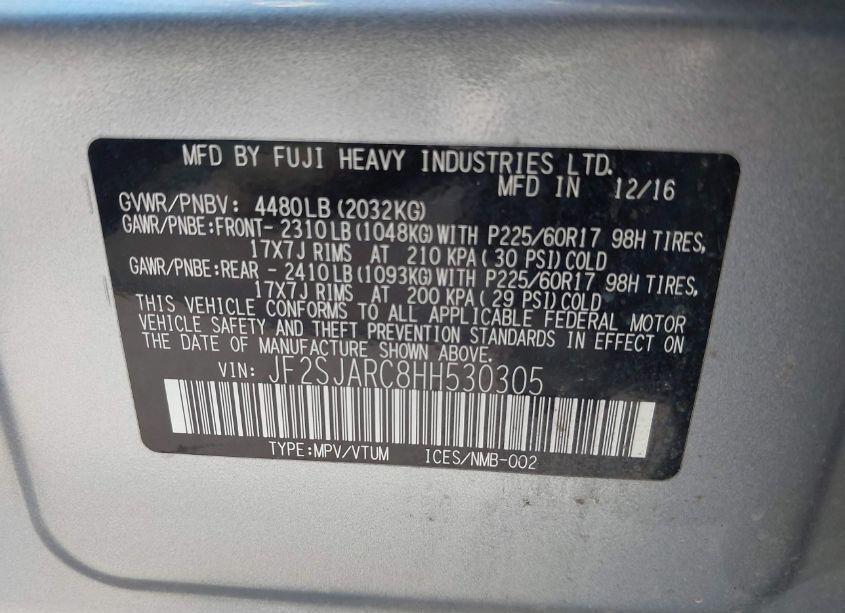 MFD BY FUJI HEAVY INDUSTRIES LTD.
MFD IN 12/16
GVWR/PNBV: 4480LB(2032KG)
GAWR/PNBE:FRONT- 2310LB(1048KG)WITH P225/60R17 98H TIRES,
17X7J RIMS AT 210 KPA( 30 PSI)COLD
GAWR/PNBE:REAR - 2410LB(1093KG)WITH P225/60R17 98H TIRES,
17X7J RIMS AT 200 KPA( 29 PSI)COLD
THIS VEHICLE CONFORMS TO ALL APPLICABLE FEDERAL MOTOR
VEHICLE SAFETY AND THEFT PREVENTION STANDARDS IN EFFECT ON
THE DATE OF MANUFACTURE SHOWN ABOVE.
VIN: JF2SJARC8HH530305
TYPE:MPV/VTUM ICES/NMB-002